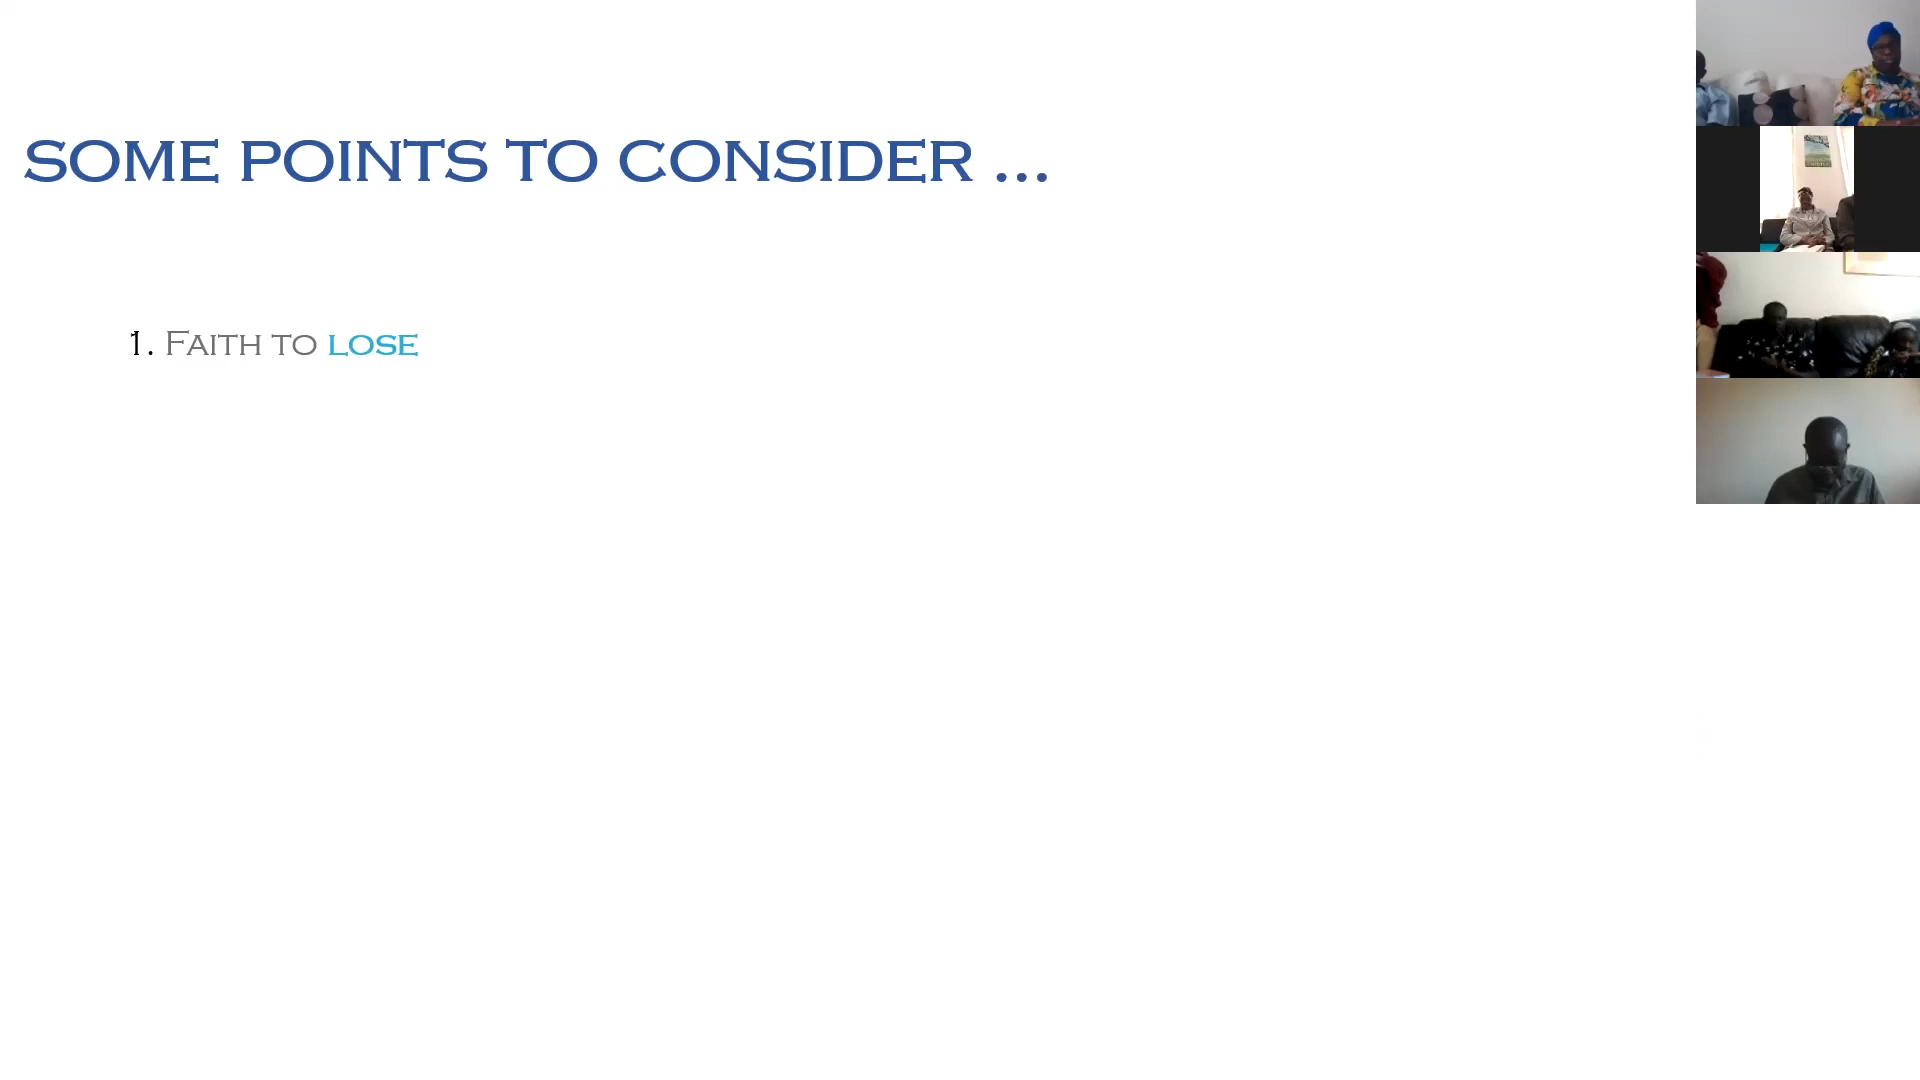 SOME POINTS TO CONSIDER ...
1. FAITH TO LOSE